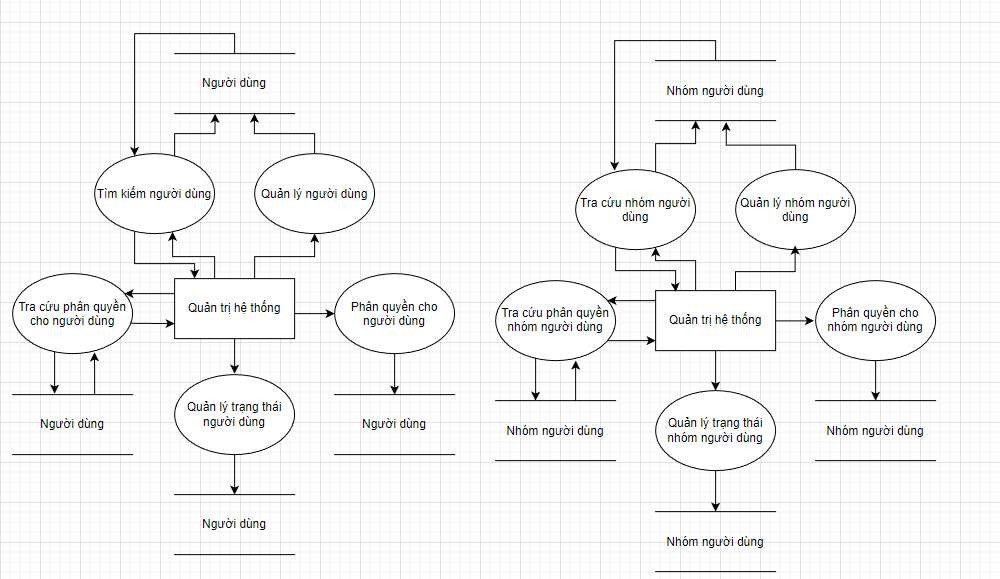 Người dùng
Tìm kiếm người dùng
Quản lý người dùng
Tra cứu phân quyền
cho người dùng
Quản trị hệ thống
Phân quyền cho
người dùng
Người dùng
Quản lý trạng thái
người dùng
Người dùng
Người dùng
Nhóm người dùng
Tra cứu nhóm người
dùng
Quản lý nhóm người
dùng
Tra cứu phân quyền
nhóm người dùng
Quản trị hệ thống
Phân quyền cho
nhóm người dùng
Nhóm người dùng
Quản lý trạng thái
nhóm người dùng
Nhóm người dùng
Nhóm người dùng